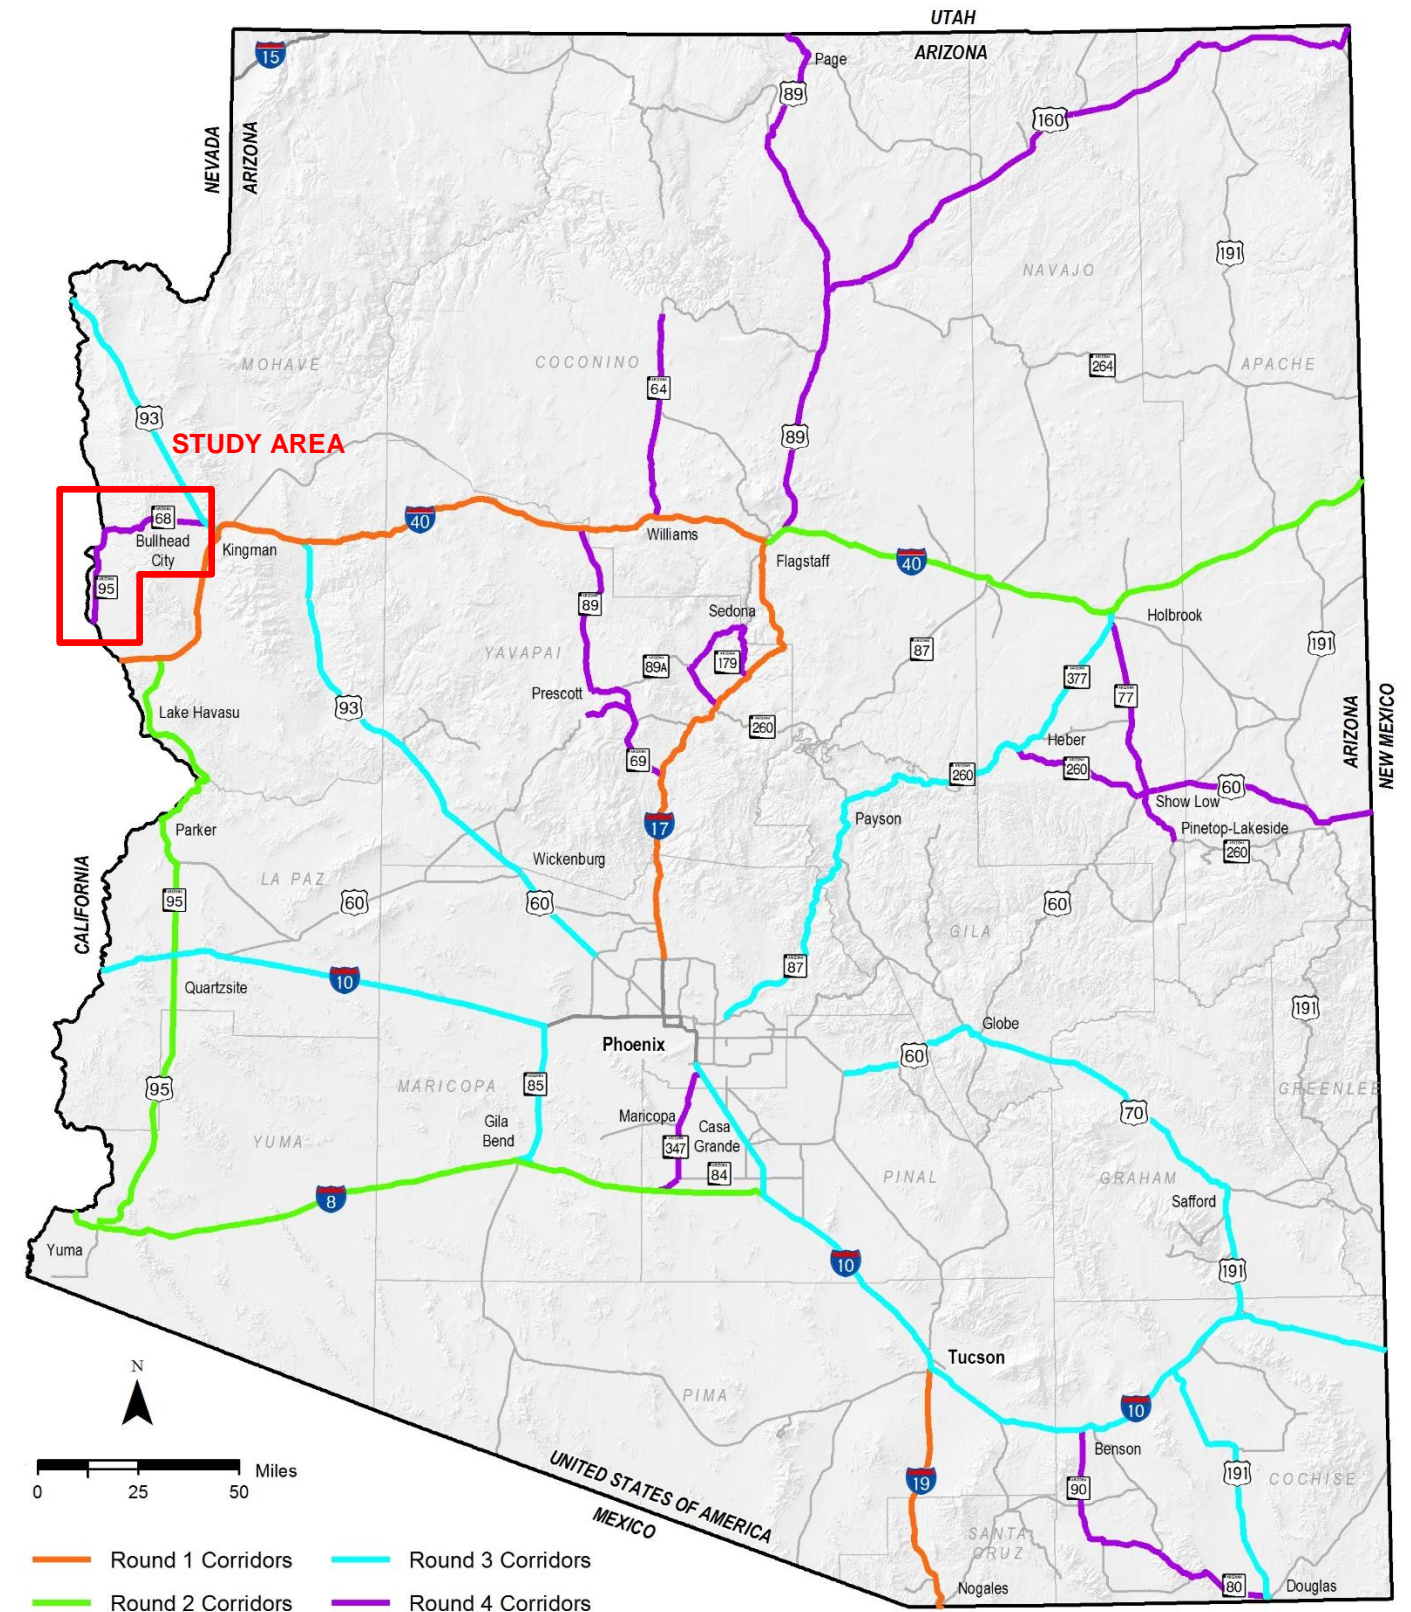 UTAH
ARIZONA
15
Page
89
160
NEVADA
ARIZONA
191
NAVAJO
MOHAVE
COCONINO
264
APACHE
64
93
89
STUDY AREA
68
Bullhead
City
Kingman
40
Williams
Flagstaff
40
95
89
Sedona
Holbrook
YAVAPAI
89A
179
87
191
377
77
Prescott
93
Lake Havasu
260
Heber
ARIZONA
NEW MEXICO
69
260
260
60
Show Low
Parker
17
Payson
Pinetop-Lakeside
260
Wickenburg
CALIFORNIA
LA PAZ
95
60
60
60
GILA
87
10
Quartzsite
191
Globe
Phoenix
60
95
MARICOPA
85
GREENLEE
70
Gila
Bend
Maricopa
Casa
Grande
YUMA
347
84
PINAL
GRAHAM
Safford
8
Yuma
10
191
N
Tucson
PIMA
10
Benson
Miles
0
25
50
UNITED STATES OF AMERICA
MEXICO
19
90
191
COCHISE
SANTA
CRUZ
Round 1 Corridors
Round 3 Corridors
Nogales
80
Douglas
Round 2 Corridors
Round 4 Corridors